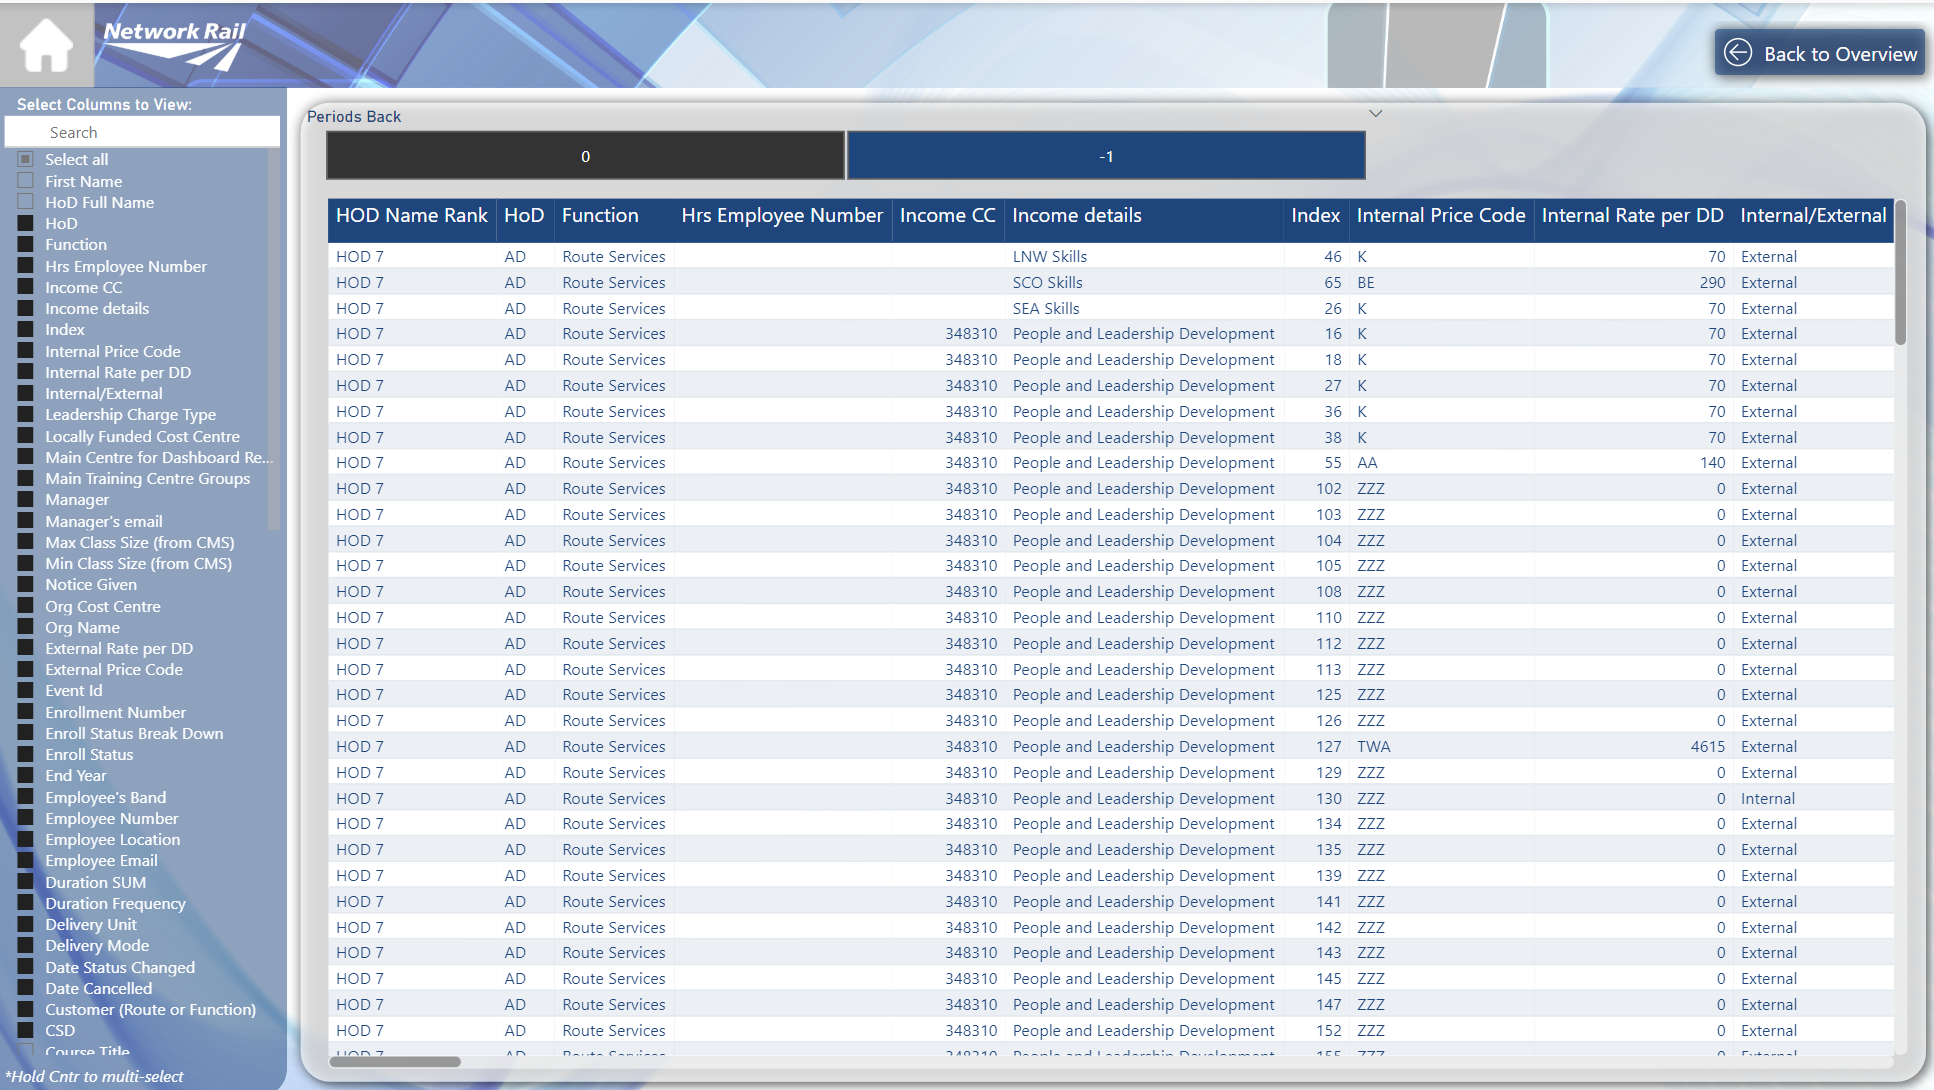 Network Rail
Back to Overview
Select Columns to View:
Search
Select all
First Name
HoD Full Name
HoD
Function
Hrs Employee Number
Income CC
Income details
Index
Internal Price Code
Internal Rate per DD
Internal/External
Leadership Charge Type
Locally Funded Cost Centre
Main Centre for Dashboard Re...
Main Training Centre Groups
Manager
Manager's email
Max Class Size (from CMS)
Min Class Size (from CMS)
Notice Given
Org Cost Centre
Org Name
External Rate per DD
External Price Code
Event Id
Enrollment Number
Enroll Status Break Down
Enroll Status
End Year
Employee's Band
Employee Number
Employee Location
Employee Email
Duration SUM
Duration Frequency
Delivery Unit
Delivery Mode
Date Status Changed
Date Cancelled
Customer (Route or Function)
CSD
Course Title
*Hold Cntr to multi-select
Periods Back
0 -1
HOD Name Rank HoD Function Hrs Employee Number Income CC Income details Index Internal Price Code Internal Rate per DD Internal/External
HOD 7 AD Route Services LNW Skills 46 K 70 External
HOD 7 AD Route Services SCO Skills 65 BE 290 External
HOD 7 AD Route Services SEA Skills 26 K 70 External
HOD 7 AD Route Services 348310 People and Leadership Development 16 K 70 External
HOD 7 AD Route Services 348310 People and Leadership Development 18 K 70 External
HOD 7 AD Route Services 348310 People and Leadership Development 27 K 70 External
HOD 7 AD Route Services 348310 People and Leadership Development 36 K 70 External
HOD 7 AD Route Services 348310 People and Leadership Development 38 K 70 External
HOD 7 AD Route Services 348310 People and Leadership Development 55 AA 140 External
HOD 7 AD Route Services 348310 People and Leadership Development 102 ZZZ 0 External
HOD 7 AD Route Services 348310 People and Leadership Development 103 ZZZ 0 External
HOD 7 AD Route Services 348310 People and Leadership Development 104 ZZZ 0 External
HOD 7 AD Route Services 348310 People and Leadership Development 105 ZZZ 0 External
HOD 7 AD Route Services 348310 People and Leadership Development 108 ZZZ 0 External
HOD 7 AD Route Services 348310 People and Leadership Development 110 ZZZ 0 External
HOD 7 AD Route Services 348310 People and Leadership Development 112 ZZZ 0 External
HOD 7 AD Route Services 348310 People and Leadership Development 113 ZZZ 0 External
HOD 7 AD Route Services 348310 People and Leadership Development 125 ZZZ 0 External
HOD 7 AD Route Services 348310 People and Leadership Development 126 ZZZ 0 External
HOD 7 AD Route Services 348310 People and Leadership Development 127 TWA 4615 External
HOD 7 AD Route Services 348310 People and Leadership Development 129 ZZZ 0 External
HOD 7 AD Route Services 348310 People and Leadership Development 130 ZZZ 0 Internal
HOD 7 AD Route Services 348310 People and Leadership Development 134 ZZZ 0 External
HOD 7 AD Route Services 348310 People and Leadership Development 135 ZZZ 0 External
HOD 7 AD Route Services 348310 People and Leadership Development 139 ZZZ 0 External
HOD 7 AD Route Services 348310 People and Leadership Development 141 ZZZ 0 External
HOD 7 AD Route Services 348310 People and Leadership Development 142 ZZZ 0 External
HOD 7 AD Route Services 348310 People and Leadership Development 143 ZZZ 0 External
HOD 7 AD Route Services 348310 People and Leadership Development 145 ZZZ 0 External
HOD 7 AD Route Services 348310 People and Leadership Development 147 ZZZ 0 External
HOD 7 AD Route Services 348310 People and Leadership Development 152 ZZZ 0 External